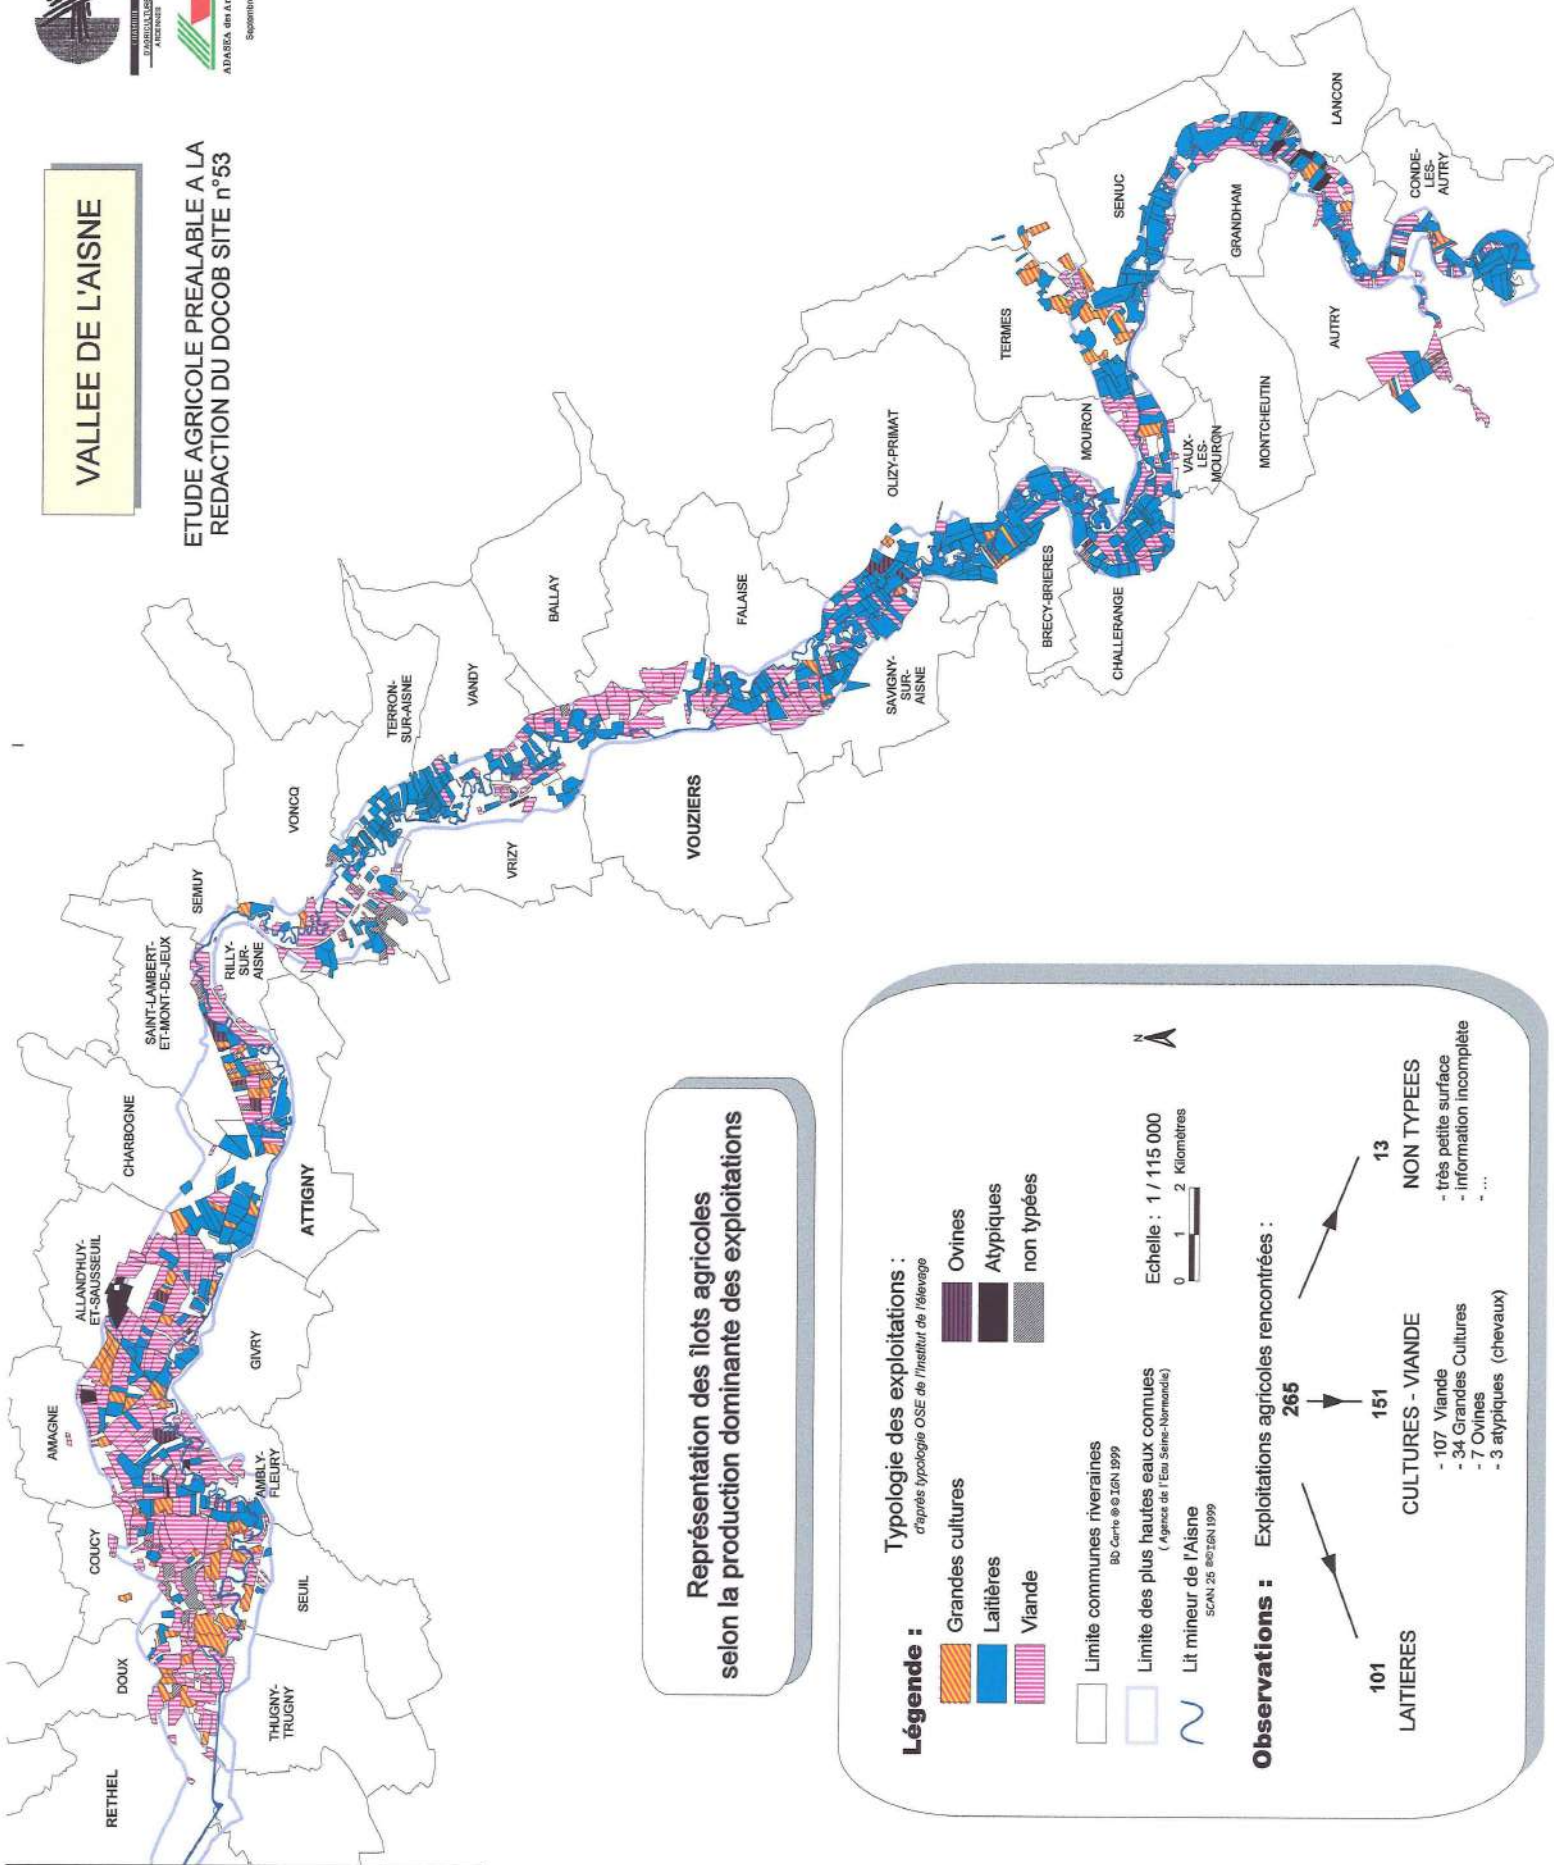 CHAMBRE
D'AGRICULTURE
ARDENNES
ADASEA des Ar
Septembre
VALLEE DE L'AISNE
ETUDE AGRICOLE PREALABLE A LA
REDACTION DU DOCOB SITE n°53
RETHEL
DOUX
THUGNY-
TRUGNY
COUCY
SEUIL
AMAGNE
AMBLY-
FLEURY
ALLAND'HUY-
ET-SAUSSEUIL
GIVRY
CHARBOGNE
ATTIGNY
SAINT-LAMBERT-
ET-MONT-DE-JEUX
RILLY-
SUR-
AISNE
SEMUY
VONCQ
TERRON-
SUR-AISNE
VRIZY
VANDY
VOUZIERS
BALLAY
FALAISE
SAVIGNY-
SUR-
AISNE
OLIZY-PRIMAT
BRECY-BRIERES
CHALLERANGE
MOURON
VAUX-
LES-
MOURON
TERMES
MONTCHEUTIN
SENUC
GRANDHAM
AUTRY
LANCON
CONDE-
LES-
AUTRY
Représentation des îlots agricoles
selon la production dominante des exploitations
Légende :
Typologie des exploitations :
d'après typologie OSE de l'Institut de l'élevage
Grandes cultures
Laitières
Viande
Ovines
Atypiques
non typées
Limite communes riveraines
BD Carto ®©IGN 1999
Limite des plus hautes eaux connues
( Agence de l'Eau Seine-Normandie)
Lit mineur de l'Aisne
SCAN 25 ®©IGN 1999
N
Echelle : 1 / 115 000
0 1 2 Kilomètres
Observations :
Exploitations agricoles rencontrées :
265
101
LAITIERES
151
CULTURES - VIANDE
- 107 Viande
- 34 Grandes Cultures
- 7 Ovines
- 3 atypiques (chevaux)
13
NON TYPEES
- très petite surface
- information incomplète
- ...